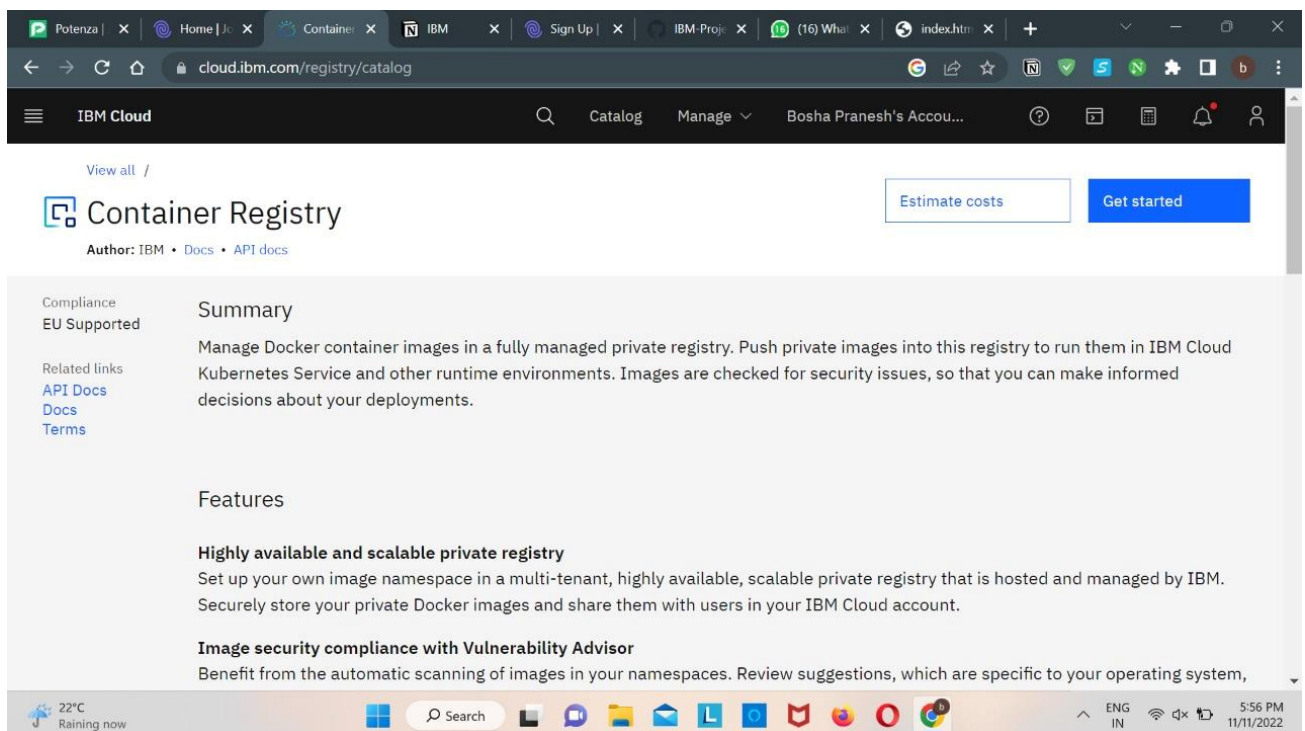 Potenza |
Home | Jo
Container
IBM
Sign Up |
IBM-Proje
(16) What
index.htm
cloud.ibm.com/registry/catalog
IBM Cloud
Catalog
Manage
Bosha Pranesh's Accou...
View all /
Container Registry
Estimate costs
Get started
Author: IBM • Docs • API docs
Compliance
EU Supported
Related links
API Docs
Docs
Terms
Summary
Manage Docker container images in a fully managed private registry. Push private images into this registry to run them in IBM Cloud
Kubernetes Service and other runtime environments. Images are checked for security issues, so that you can make informed
decisions about your deployments.
Features
Highly available and scalable private registry
Set up your own image namespace in a multi-tenant, highly available, scalable private registry that is hosted and managed by IBM.
Securely store your private Docker images and share them with users in your IBM Cloud account.
Image security compliance with Vulnerability Advisor
Benefit from the automatic scanning of images in your namespaces. Review suggestions, which are specific to your operating system,
22°C
Raining now
Search
ENG
IN
5:56 PM
11/11/2022